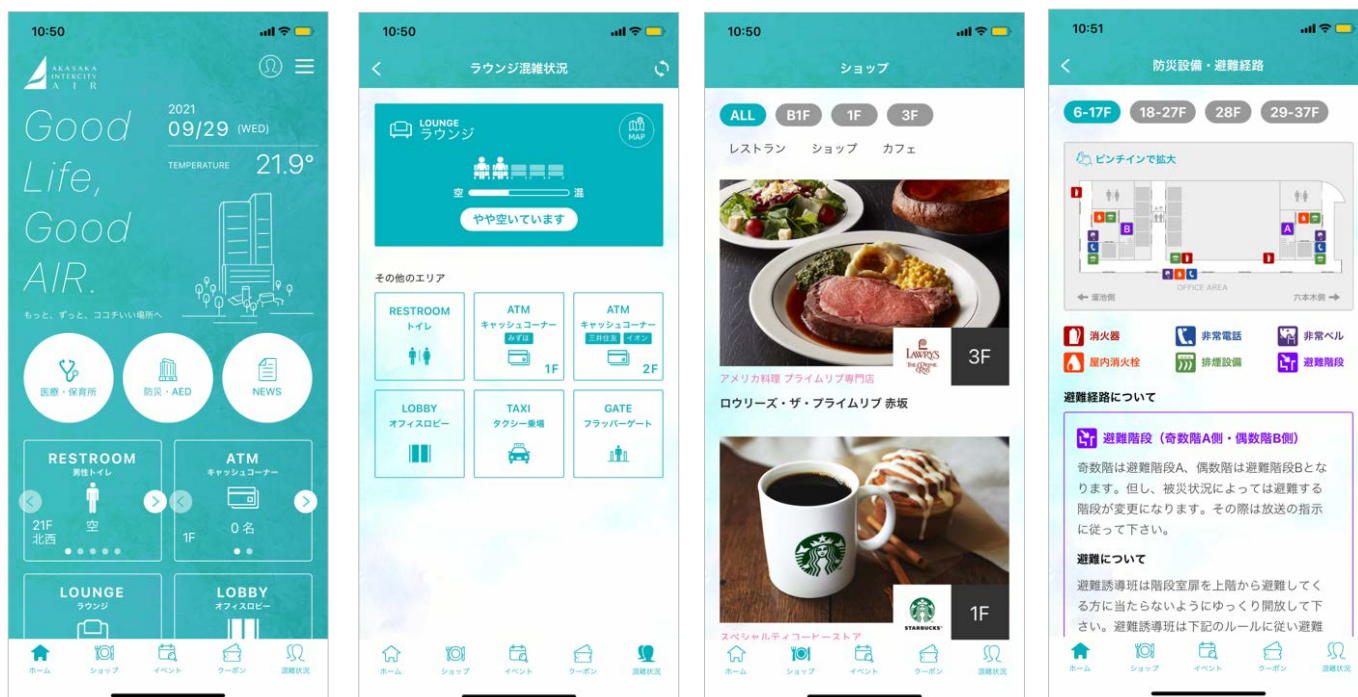 10:50
AKASAKA
INTERCITY
AIR
Good
Life,
Good
AIR.
2021
09/29 (WED)
TEMPERATURE 21.9°
もっと、ずっと、ココチいい場所へ
医療・保育所
防災・AED
NEWS
RESTROOM
男性トイレ
21F
北西
空
ATM
キャッシュコーナー
1F
0名
LOUNGE
ラウンジ
LOBBY
オフィスロビー
ホーム
ショップ
イベント
クーポン
混雑状況
10:50
ラウンジ混雑状況
LOUNGE
ラウンジ
MAP
空
混
やや空いています
その他のエリア
RESTROOM
トイレ
ATM
キャッシュコーナー
みずほ
1F
ATM
キャッシュコーナー
三井住友 イオン
2F
LOBBY
オフィスロビー
TAXI
タクシー乗場
GATE
フラッパーゲート
ホーム
ショップ
イベント
クーポン
混雑状況
10:50
ショップ
ALL B1F 1F 3F
レストラン ショップ カフェ
LAWRY'S
THE PRIME RIB
3F
アメリカ料理 プライムリブ専門店
ロウリーズ・ザ・プライムリブ 赤坂
STARBUCKS
1F
スペシャルティコーヒーストア
ホーム
ショップ
イベント
クーポン
混雑状況
10:51
防災設備・避難経路
6-17F 18-27F 28F 29-37F
ピンチインで拡大
B
A
OFFICE AREA
← 溜池側
六本木側 →
消火器
非常電話
非常ベル
屋内消火栓
排煙設備
避難階段
避難経路について
避難階段（奇数階A側・偶数階B側）
奇数階は避難階段A、偶数階は避難階段Bとな
ります。但し、被災状況によっては避難する
階段が変更になります。その際は放送の指示
に従って下さい。
避難について
避難誘導班は階段室扉を上階から避難してく
る方に当たらないようにゆっくり開放して下
さい。避難誘導班は下記のルールに従い避難
ホーム
ショップ
イベント
クーポン
混雑状況